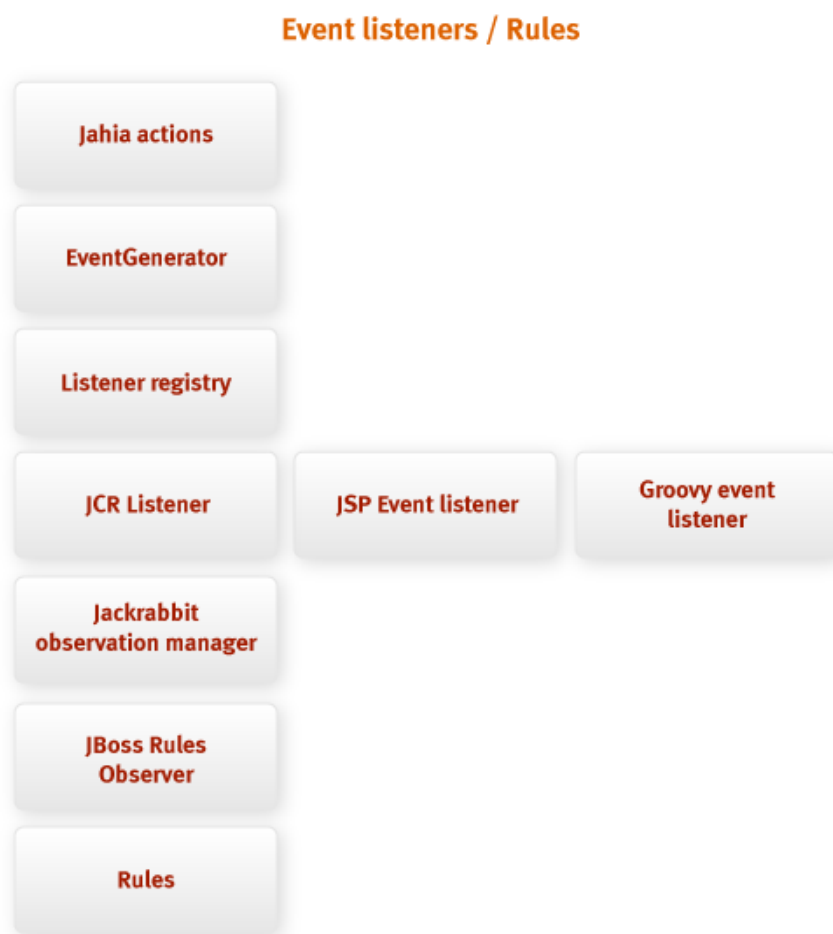 Event listeners / Rules
Jahia actions
EventGenerator
Listener registry
JCR Listener
JSP Event listener
Groovy event
listener
Jackrabbit
observation manager
JBoss Rules
Observer
Rules